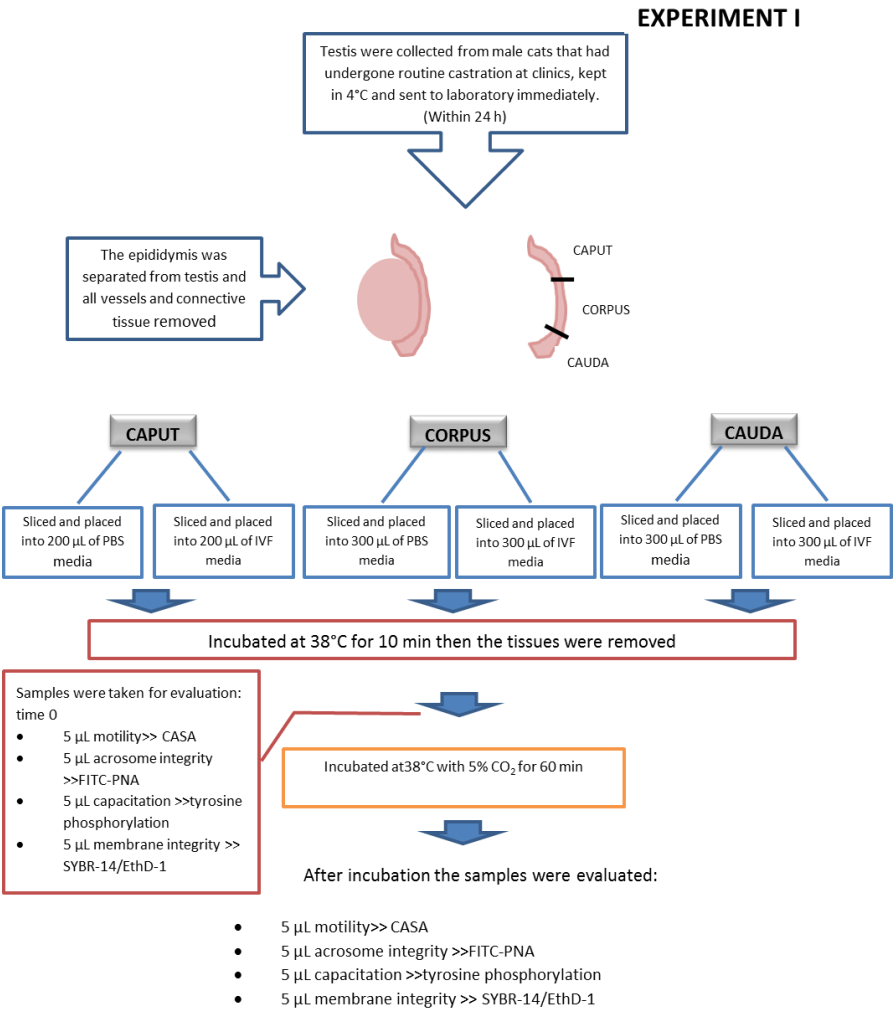 EXPERIMENT I
Testis were collected from male cats that had
undergone routine castration at clinics, kept
in 4°C and sent to laboratory immediately.
(Within 24 h)
The epididymis was
separated from testis and
all vessels and connective
tissue removed
CAPUT
CORPUS
CAUDA
CAPUT
CORPUS
CAUDA
Sliced and placed
into 200 µL of PBS
media
Sliced and placed
into 200 µL of IVF
media
Sliced and placed
into 300 µL of PBS
media
Sliced and placed
into 300 µL of IVF
media
Sliced and placed
into 300 µL of PBS
media
Sliced and placed
into 300 µL of IVF
media
Incubated at 38°C for 10 min then the tissues were removed
Samples were taken for evaluation:
time 0
• 5 µL motility>> CASA
• 5 µL acrosome integrity
>>FITC-PNA
• 5 µL capacitation >>tyrosine
phosphorylation
• 5 µL membrane integrity >>
SYBR-14/EthD-1
Incubated at38°C with 5% CO₂ for 60 min
After incubation the samples were evaluated:
• 5 µL motility>> CASA
• 5 µL acrosome integrity >>FITC-PNA
• 5 µL capacitation >>tyrosine phosphorylation
• 5 µL membrane integrity >> SYBR-14/EthD-1